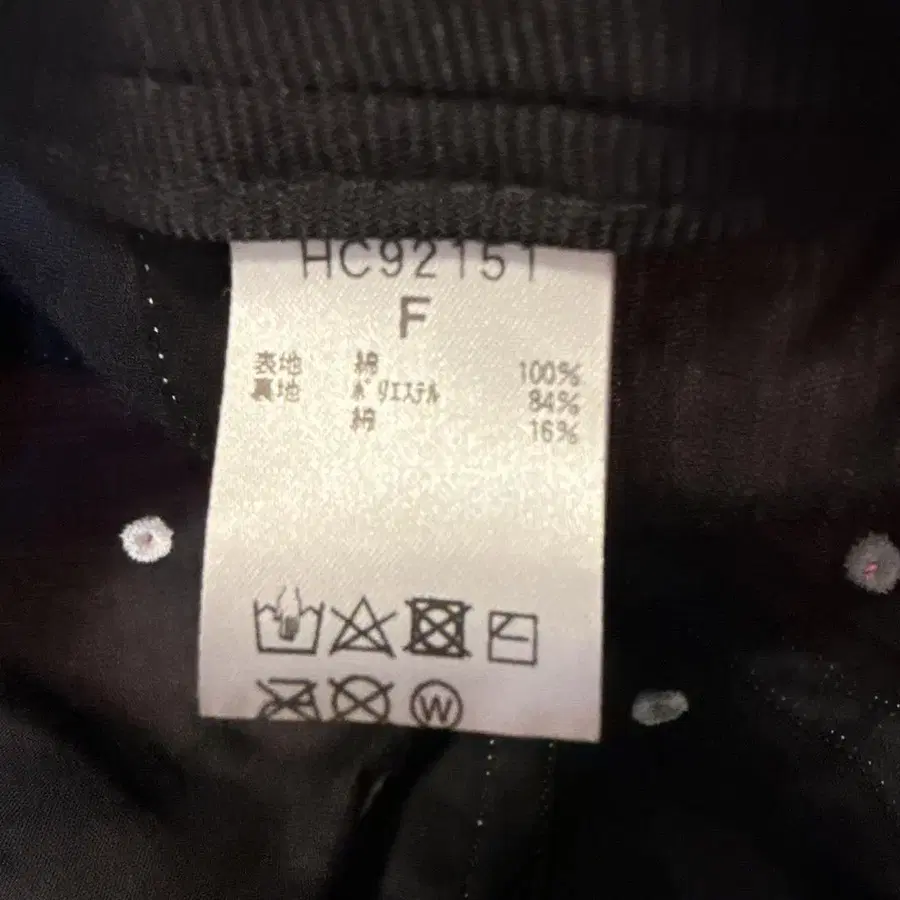 HC92151
F
表地 綿 100%
裏地 ポリエステル 84%
綿 16%
W